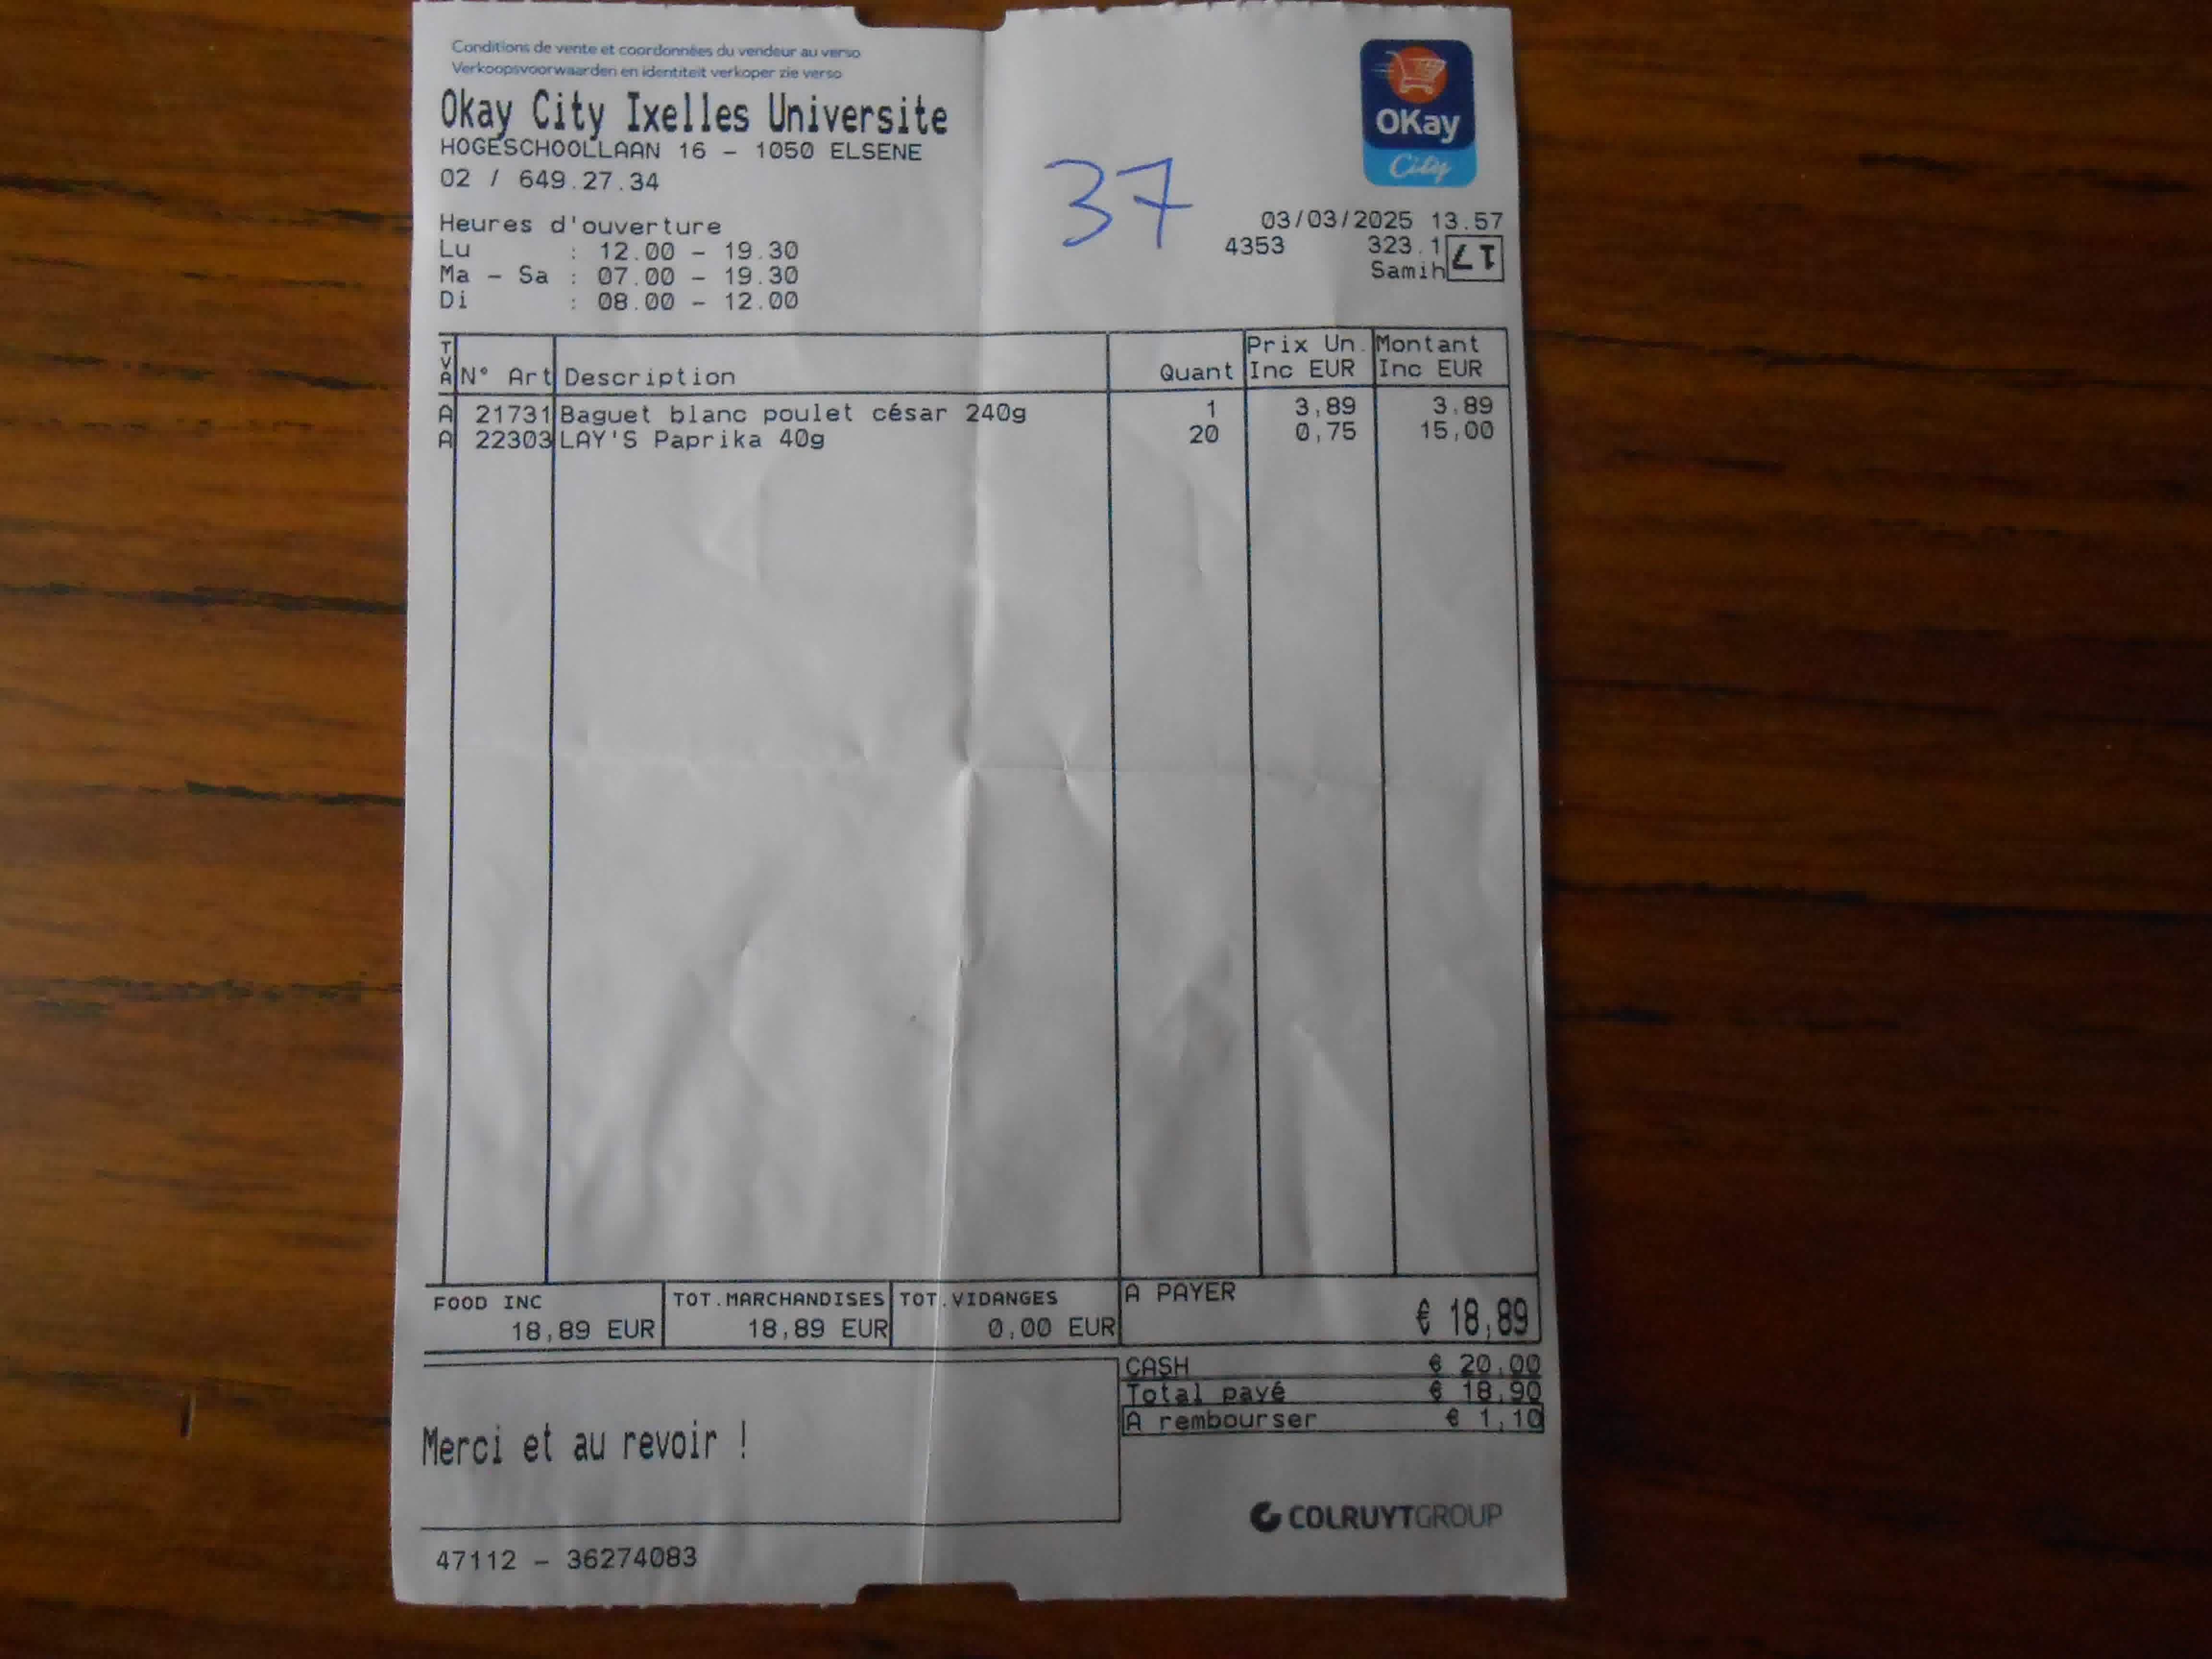 Conditions de vente et coordonnées du vendeur au verso
Verkoopsvoorwaarden en identiteit verkoper zie verso
Okay City Ixelles Universite
HOGESCHOOLLAAN 16 - 1050 ELSENE
02 / 649.27.34
OKay
City
37
Heures d'ouverture
Lu : 12.00 - 19.30
Ma - Sa : 07.00 - 19.30
Di : 08.00 - 12.00
03/03/2025 13.57
4353 323.1
Samih LT
TVA N° Art Description Quant Prix Un. Inc EUR Montant Inc EUR
A 21731 Baguet blanc poulet césar 240g 1 3,89 3,89
A 22303 LAY'S Paprika 40g 20 0,75 15,00
FOOD INC TOT.MARCHANDISES TOT.VIDANGES A PAYER
18,89 EUR 18,89 EUR 0,00 EUR € 18,89
CASH € 20,00
Total payé € 18,90
A rembourser € 1,10
Merci et au revoir !
COLRUYTGROUP
47112 - 36274083